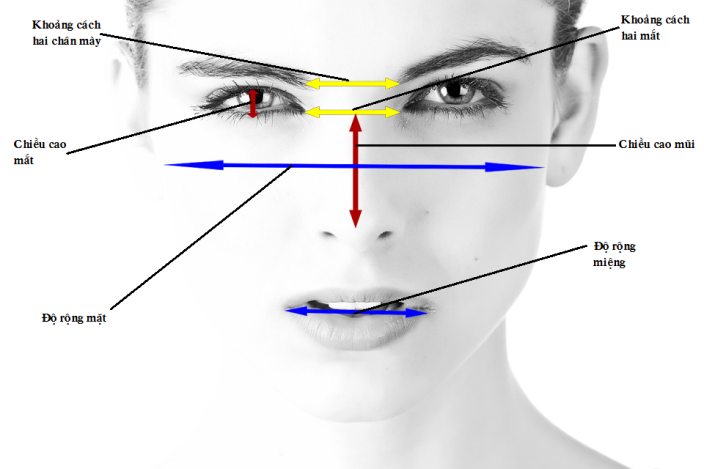 Khoảng cách
hai chân mày
Khoảng cách
hai mắt
Chiều cao
mắt
Chiều cao mũi
Độ rộng
miệng
Độ rộng mặt